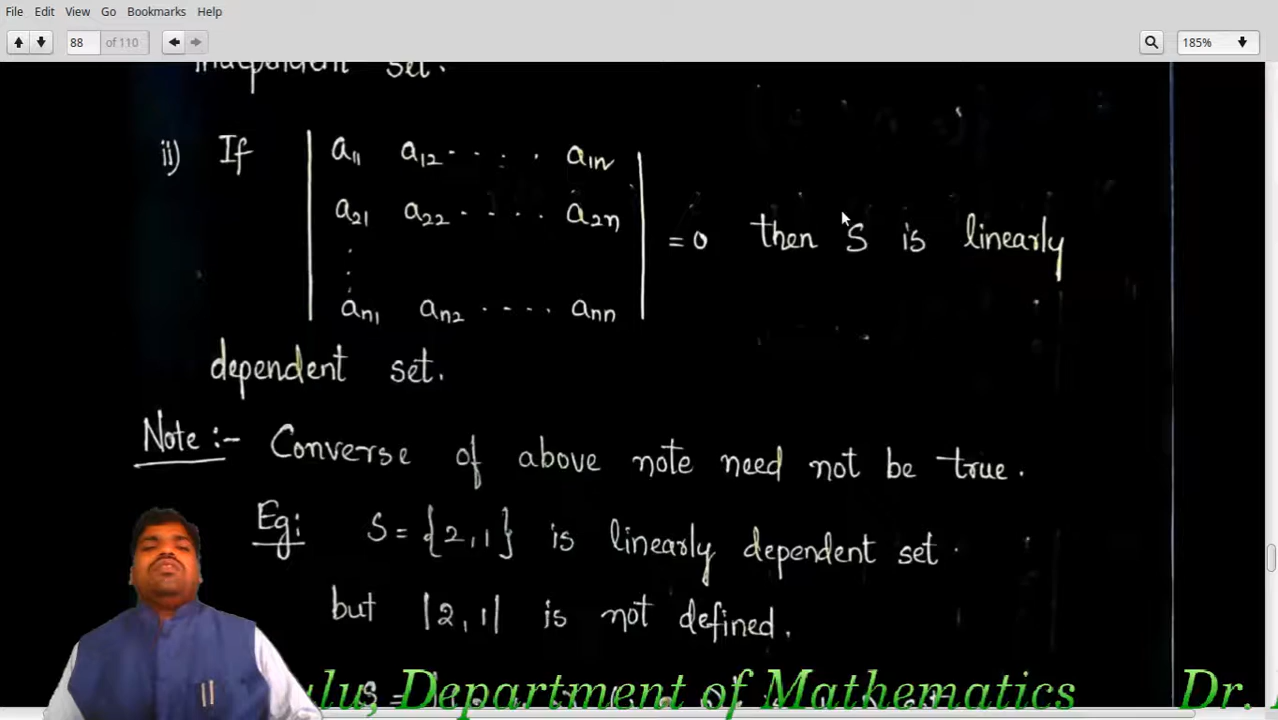 File Edit View Go Bookmarks Help
88 of 110 185%
set.
ii) If | a11 a12 ..... a1n
a21 a22 ..... a2n
⋮
an1 an2 ..... ann | = 0 then S is linearly
dependent set.
Note :- Converse of above note need not be true.
Eg: S = {2,1} is linearly dependent set.
but |2,1| is not defined.
Department of Mathematics Dr.